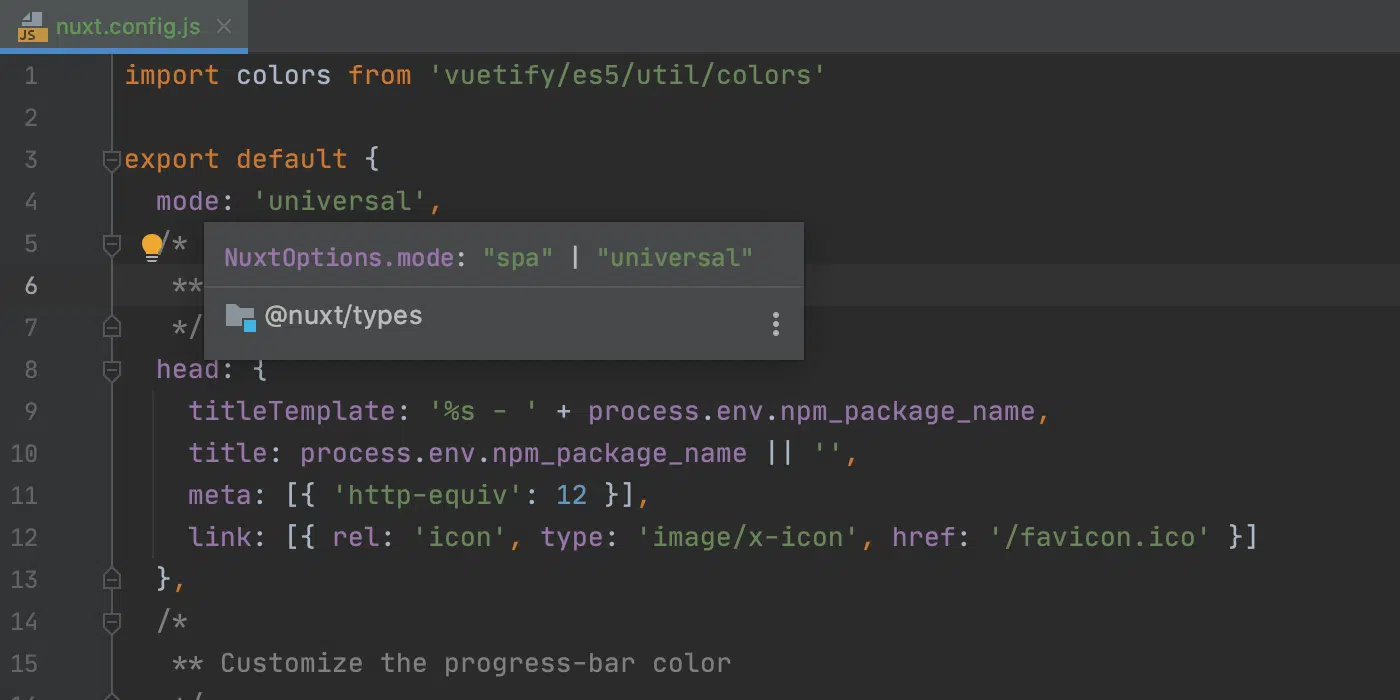 JS nuxt.config.js
1 import colors from 'vuetify/es5/util/colors'
2
3 export default {
4 mode: 'universal',
5 /*
NuxtOptions.mode: "spa" | "universal"
6 **
@nuxt/types
7 */
8 head: {
9 titleTemplate: '%s - ' + process.env.npm_package_name,
10 title: process.env.npm_package_name || '',
11 meta: [{ 'http-equiv': 12 }],
12 link: [{ rel: 'icon', type: 'image/x-icon', href: '/favicon.ico' }]
13 },
14 /*
15 ** Customize the progress-bar color